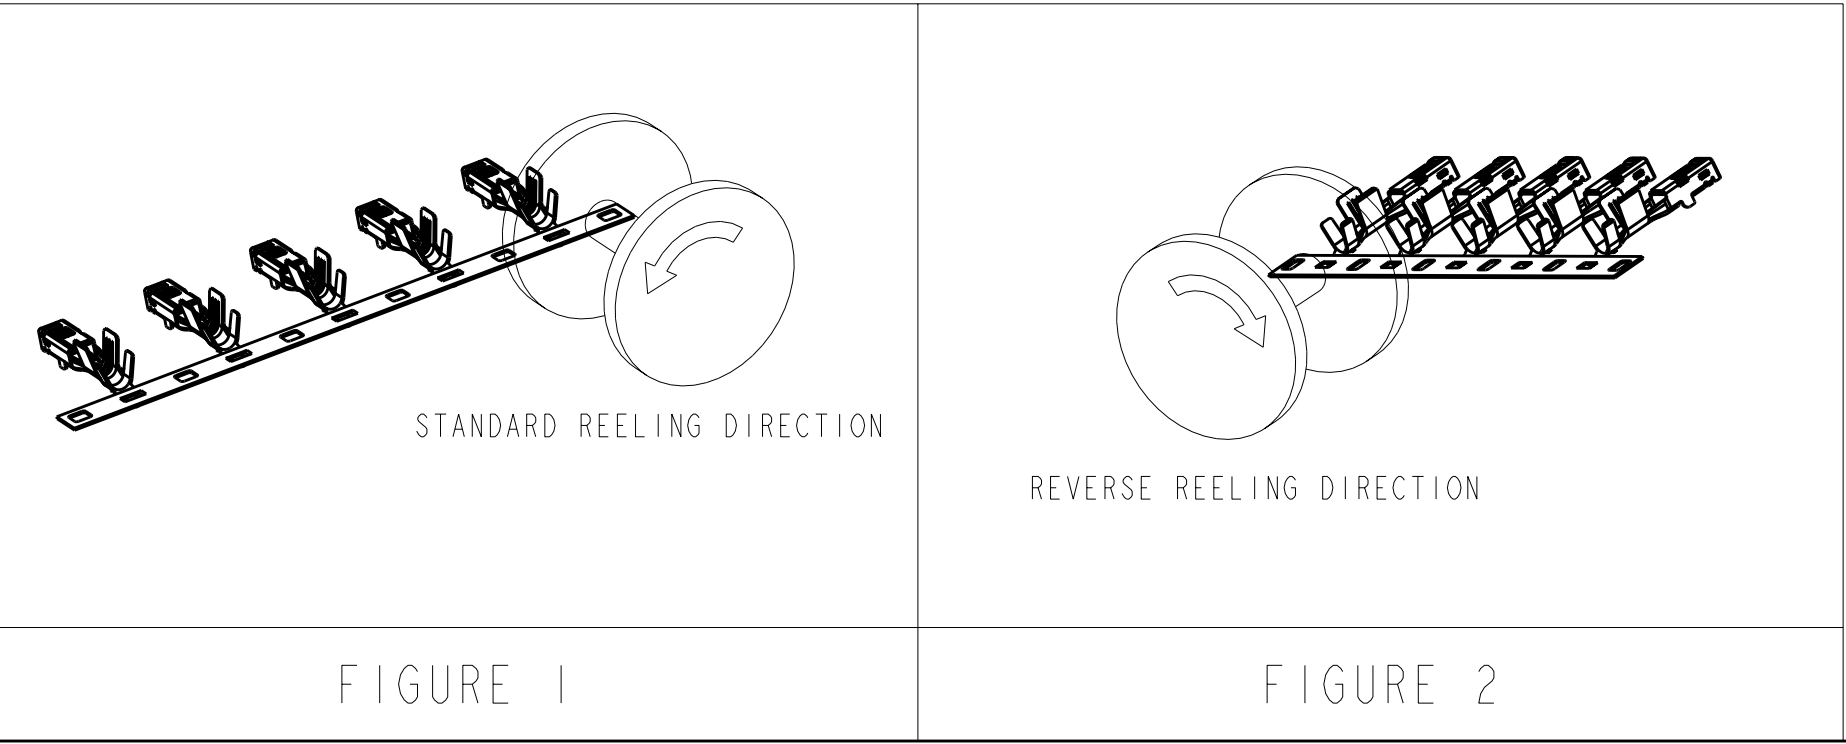 STANDARD REELING DIRECTION
REVERSE REELING DIRECTION
FIGURE 1
FIGURE 2